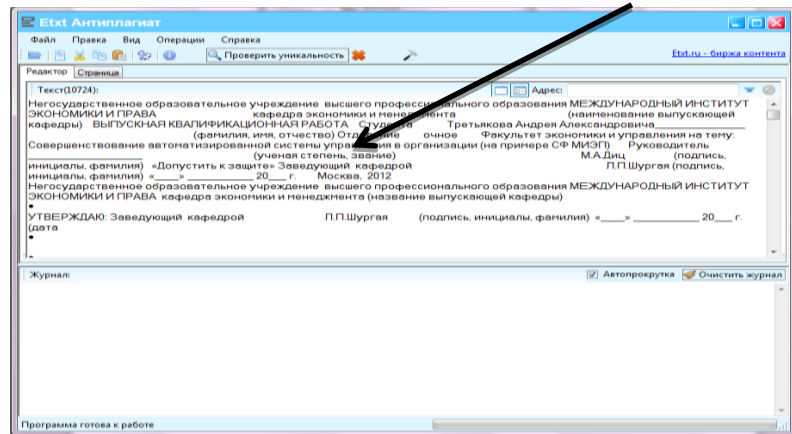 Etxt Антиплагиат
Файл Правка Вид Операции Справка
Проверить уникальность Etxt.ru - биржа контента
Редактор Страница
Текст(10724): Адрес:
Негосударственное образовательное учреждение высшего профессионального образования МЕЖДУНАРОДНЫЙ ИНСТИТУТ
ЭКОНОМИКИ И ПРАВА кафедра экономики и менеджмента (наименование выпускающей
кафедры) ВЫПУСКНАЯ КВАЛИФИКАЦИОННАЯ РАБОТА Студента Третьякова Андрея Александровича____________
(фамилия, имя, отчество) Отделение очное Факультет экономики и управления на тему:
Совершенствование автоматизированной системы управления в организации (на примере СФ МИЭП) Руководитель
____________________ (ученая степень, звание) М.А.Диц (подпись,
инициалы, фамилия) «Допустить к защите» Заведующий кафедрой Л.П.Шургая (подпись,
инициалы, фамилия) «____» __________ 20___ г. Москва, 2012
Негосударственное образовательное учреждение высшего профессионального образования МЕЖДУНАРОДНЫЙ ИНСТИТУТ
ЭКОНОМИКИ И ПРАВА кафедра экономики и менеджмента (название выпускающей кафедры)
•
УТВЕРЖДАЮ: Заведующий кафедрой Л.П.Шургая (подпись, инициалы, фамилия) «____» __________ 20___ г.
(дата
•
Журнал: Автопрокрутка Очистить журнал
Программа готова к работе